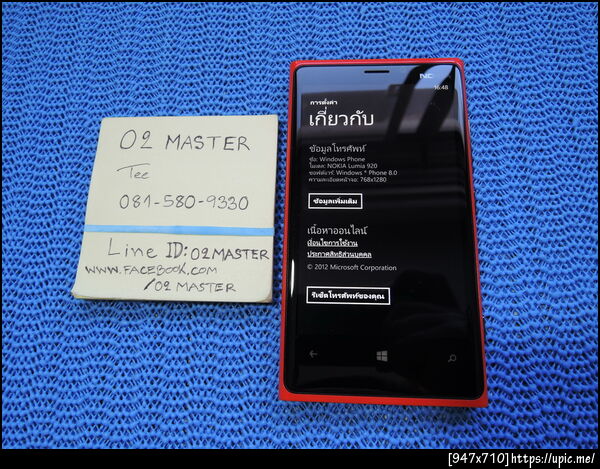 O2 MASTER
Tee
081-580-9330
Line ID: O2MASTER
WWW.FACEBOOK.COM
/O2 MASTER
16:48
การตั้งค่า
เกี่ยวกับ
ข้อมูลโทรศัพท์
ชื่อ: Windows Phone
โมเดล: NOKIA Lumia 920
ซอฟต์แวร์: Windows ® Phone 8.0
ความละเอียดหน้าจอ: 768x1280
ข้อมูลเพิ่มเติม
เนื้อหาออนไลน์
เงื่อนไขการใช้งาน
ประกาศสิทธิส่วนบุคคล
© 2012 Microsoft Corporation
รีเซ็ตโทรศัพท์ของคุณ
[947x710]https://upic.me/